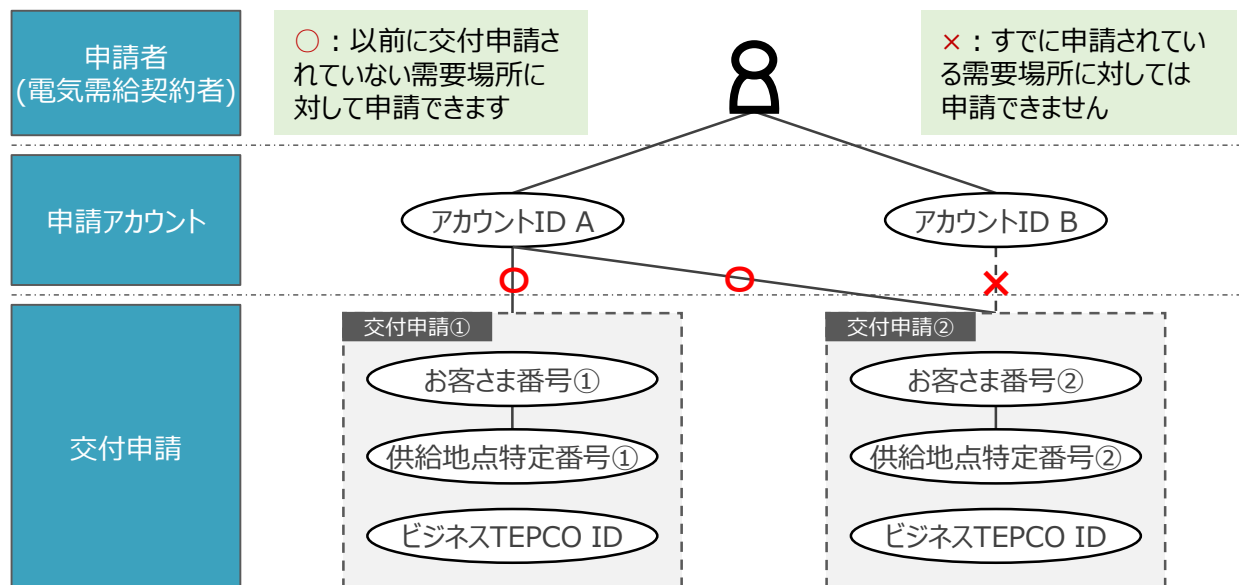 申請者
(電気需給契約者)
○：以前に交付申請さ
れていない需要場所に
対して申請できます
×：すでに申請されてい
る需要場所に対しては
申請できません
申請アカウント
アカウントID A
アカウントID B
交付申請
交付申請①
お客さま番号①
供給地点特定番号①
ビジネスTEPCO ID
交付申請②
お客さま番号②
供給地点特定番号②
ビジネスTEPCO ID